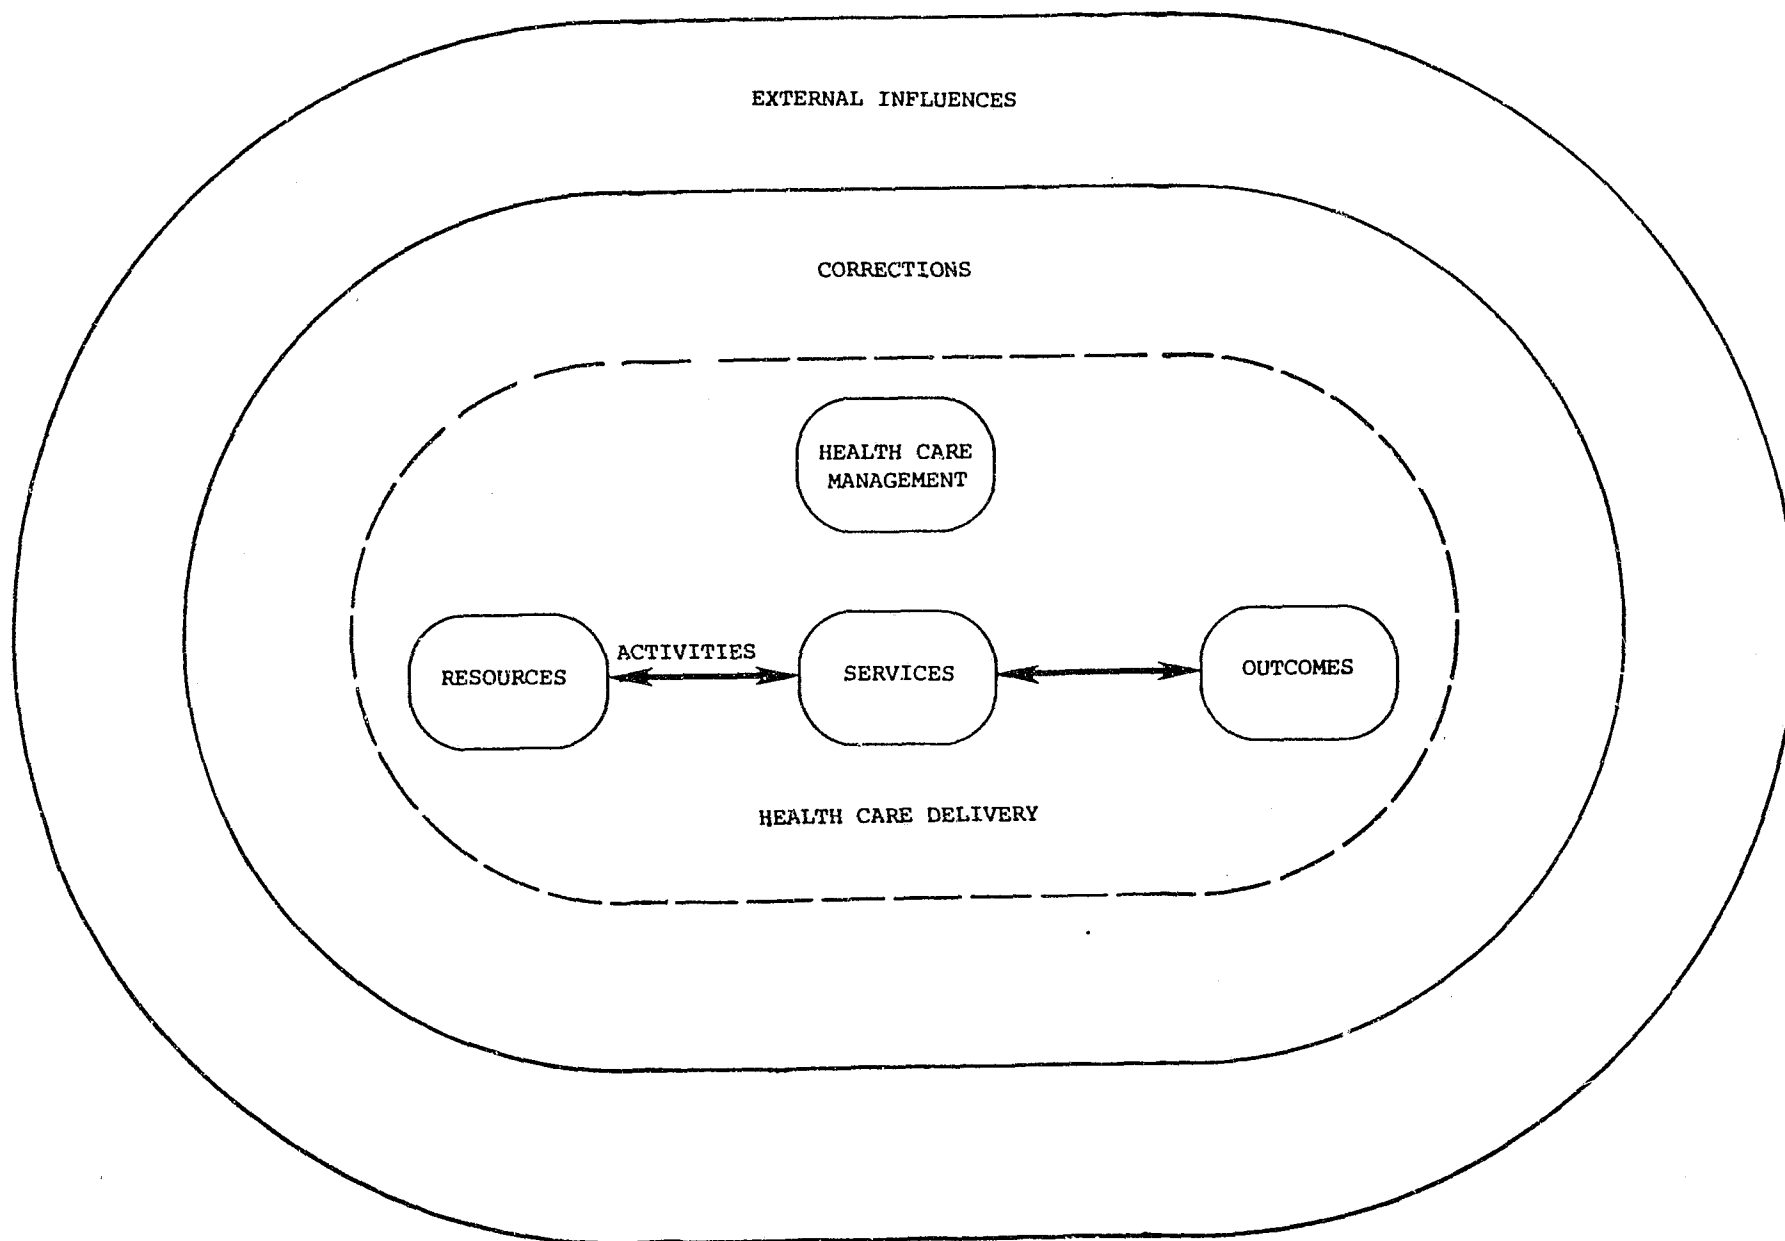 EXTERNAL INFLUENCES
CORRECTIONS
HEALTH CARE
MANAGEMENT
ACTIVITIES
RESOURCES
SERVICES
OUTCOMES
HEALTH CARE DELIVERY